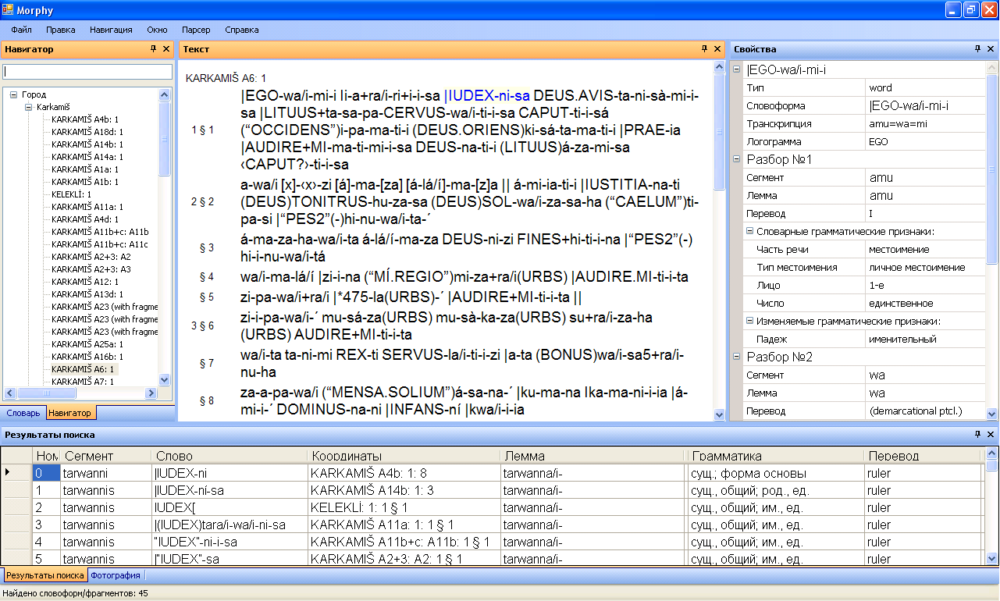 Morphy
Файл Правка Навигация Окно Парсер Справка
Навигатор
Город
Karkamiš
KARKAMIŠ A4b: 1
KARKAMIŠ A18d: 1
KARKAMIŠ A14b: 1
KARKAMIŠ A14a: 1
KARKAMIŠ A1a: 1
KARKAMIŠ A1b: 1
KELEKLİ: 1
KARKAMIŠ A11a: 1
KARKAMIŠ A4d: 1
KARKAMIŠ A11b+c: A11b
KARKAMIŠ A11b+c: A11c
KARKAMIŠ A2+3: A2
KARKAMIŠ A2+3: A3
KARKAMIŠ A12: 1
KARKAMIŠ A13d: 1
KARKAMIŠ A23 (with fragme
KARKAMIŠ A23 (with fragme
KARKAMIŠ A23 (with fragme
KARKAMIŠ A25a: 1
KARKAMIŠ A16b: 1
KARKAMIŠ A6: 1
KARKAMIŠ A7: 1
Словарь Навигатор
Текст
KARKAMIŠ A6: 1
|EGO-wa/i-mi-i Ii-a+ra/i-ri+i-i-sa |IUDEX-ni-sa DEUS.AVIS-ta-ni-sà-mi-i-
sa |LITUUS+ta-sa-pa-CERVUS-wa/i-ti-i-sa CAPUT-ti-i-sá
1 § 1 (“OCCIDENS”)i-pa-ma-ti-i (DEUS.ORIENS)ki-sá-ta-ma-ti-i |PRAE-ia
|AUDIRE+MI-ma-ti-mi-i-sa DEUS-na-ti-i (LITUUS)á-za-mi-sa
‹CAPUT?›-ti-i-sa
a-wa/i [x]-‹x›-zi [á]-ma-[za] [á-lá/í]-ma-[z]a || á-mi-ia-ti-i |IUSTITIA-na-ti
2 § 2 (DEUS)TONITRUS-hu-za-sa (DEUS)SOL-wa/i-za-sa-ha (“CAELUM”)ti-
pa-si |“PES2”(-)hi-nu-wa/i-ta-´
§ 3 á-ma-za-ha-wa/i-ta á-lá/í-ma-za DEUS-ni-zi FINES+hi-ti-i-na |“PES2”(-)
hi-i-nu-wa/i-tá
§ 4 wa/i-ma-lá/í |zi-i-na (“MÍ.REGIO”)mi-za+ra/i(URBS) |AUDIRE.MI-ti-i-ta
§ 5 zi-pa-wa/i+ra/i |*475-la(URBS)-´ |AUDIRE+MI-ti-i-ta ||
3 § 6 zi-i-pa-wa/i-´ mu-sá-za(URBS) mu-sà-ka-za(URBS) su+ra/i-za-ha
(URBS) AUDIRE+MI-ti-i-ta
§ 7 wa/i-ta ta-ni-mi REX-ti SERVUS-la/i-ti-i-zi |a-ta (BONUS)wa/i-sa5+ra/i-
nu-ha
§ 8 za-a-pa-wa/i (“MENSA.SOLIUM”)á-sa-na-´ |ku-ma-na Ika-ma-ni-i-ia |á-
mi-i-´ DOMINUS-na-ni |INFANS-ní |kwa/i-i-ia
Свойства
|EGO-wa/i-mi-i
Тип word
Словоформа |EGO-wa/i-mi-i
Транскрипция amu=wa=mi
Логограмма EGO
Разбор №1
Сегмент amu
Лемма amu
Перевод I
Словарные грамматические признаки:
Часть речи местоимение
Тип местоимения личное местоимение
Лицо 1-е
Число единственное
Изменяемые грамматические признаки:
Падеж именительный
Разбор №2
Сегмент wa
Лемма wa
Перевод (demarcational ptcl.)
Результаты поиска
Ном Сегмент Слово Координаты Лемма Грамматика Перевод
0 tarwanni |IUDEX-ni KARKAMIŠ A4b: 1: 8 tarwanna/i- сущ.; форма основы ruler
1 tarwannis |IUDEX-ní-sa KARKAMIŠ A14b: 1: 3 tarwanna/i- сущ., общий; род., ед. ruler
2 tarwannis IUDEX[ KELEKLİ: 1: 1 § 1 tarwanna/i- сущ., общий; им., ед. ruler
3 tarwannis |(IUDEX)tara/i-wa/i-ni-sa KARKAMIŠ A11a: 1: 1 § 1 tarwanna/i- сущ., общий; им., ед. ruler
4 tarwannis “IUDEX”-ni-i-sa KARKAMIŠ A11b+c: A11b: 1 § 1 tarwanna/i- сущ., общий; им., ед. ruler
5 tarwannis |“IUDEX”-sa KARKAMIŠ A2+3: A2: 1 § 1 tarwanna/i- сущ., общий; им., ед. ruler
Результаты поиска Фотография
Найдено словоформ/фрагментов: 45